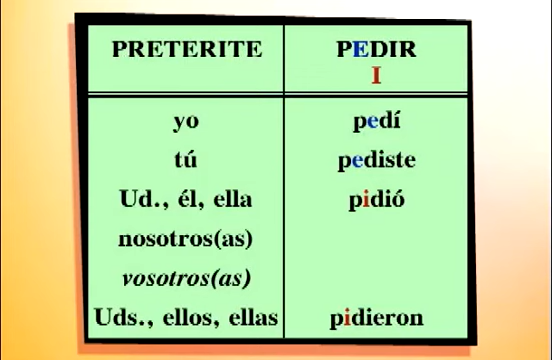 PRETERITE PEDIR
I
yo pedí
tú pediste
Ud., él, ella pidió
nosotros(as)
vosotros(as)
Uds., ellos, ellas pidieron